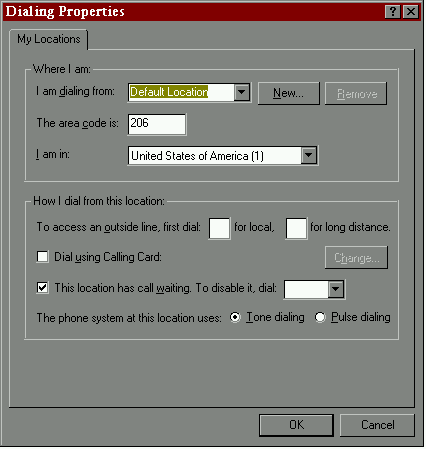 Dialing Properties
My Locations
Where I am:
I am dialing from: Default Location New... Remove
The area code is: 206
I am in: United States of America (1)
How I dial from this location:
To access an outside line, first dial: for local, for long distance.
Dial using Calling Card: Change...
This location has call waiting. To disable it, dial:
The phone system at this location uses: Tone dialing Pulse dialing
OK Cancel